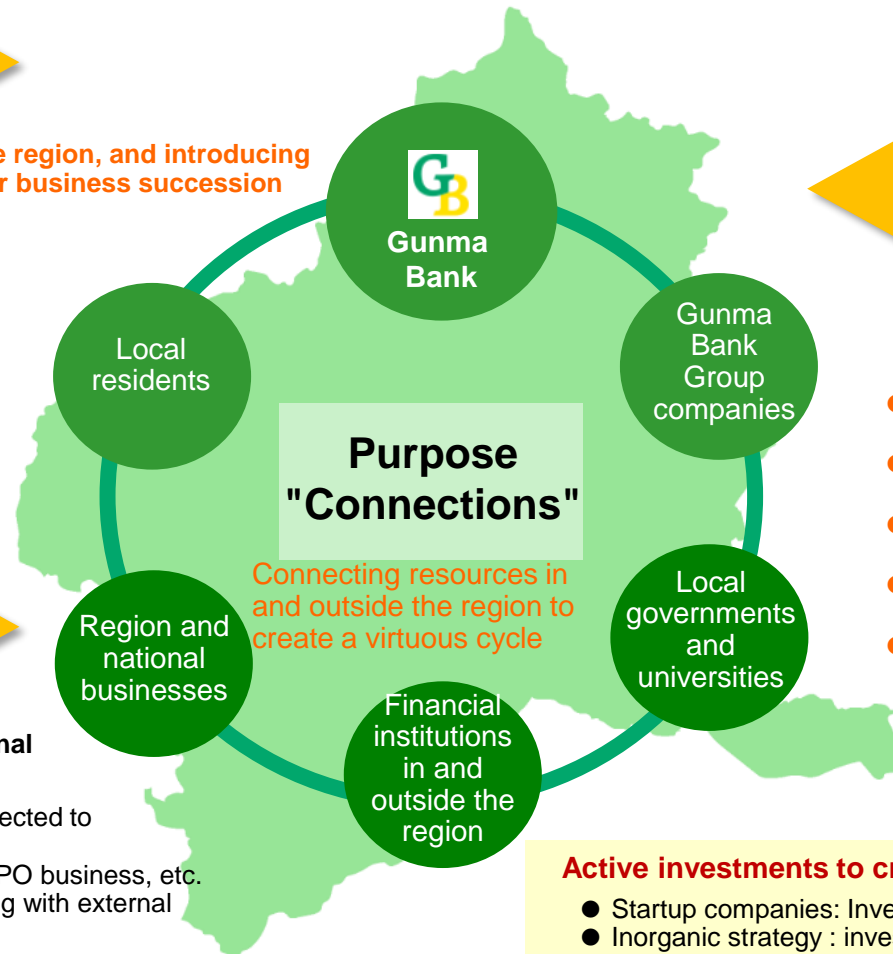 e region, and introducing
r business succession
GB
Gunma
Bank
Local
residents
Gunma
Bank
Group
companies
Purpose
"Connections"
Connecting resources in
and outside the region to
create a virtuous cycle
Region and
national
businesses
Local
governments
and
universities
Financial
institutions
in and
outside the
region
nal
ected to
PO business, etc.
g with external
Active investments to cr
● Startup companies: Inve
● Inorganic strategy : inve